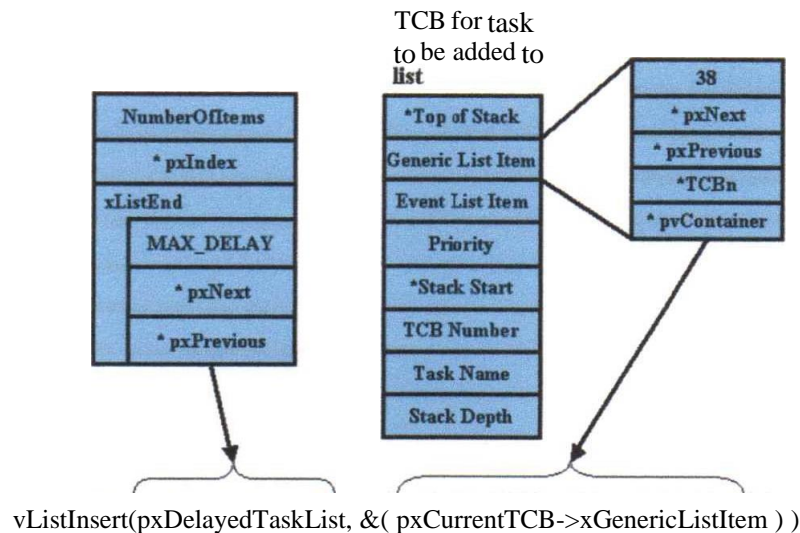 TCB for task
to be added to
list
NumberOfItems
* pxIndex
xListEnd
MAX_DELAY
* pxNext
* pxPrevious
*Top of Stack
Generic List Item
Event List Item
Priority
*Stack Start
TCB Number
Task Name
Stack Depth
38
* pxNext
* pxPrevious
*TCBn
* pvContainer
vListInsert(pxDelayedTaskList, &( pxCurrentTCB->xGenericListItem ) )